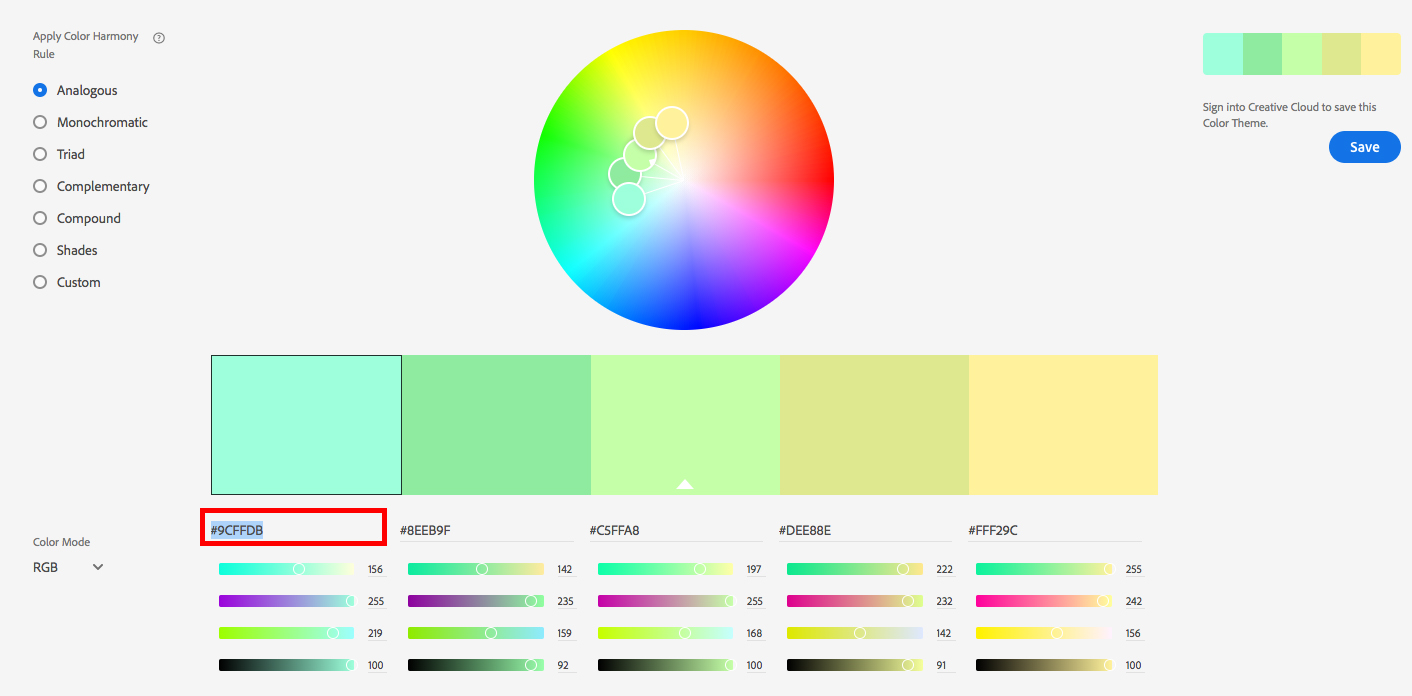 Apply Color Harmony
Rule
Analogous
Monochromatic
Triad
Complementary
Compound
Shades
Custom
Sign into Creative Cloud to save this
Color Theme.
Save
Color Mode
RGB
#9CFFDB #8EEB9F #C5FFA8 #DEE88E #FFF29C
156 142 197 222 255
255 235 255 232 242
219 159 168 142 156
100 92 100 91 100